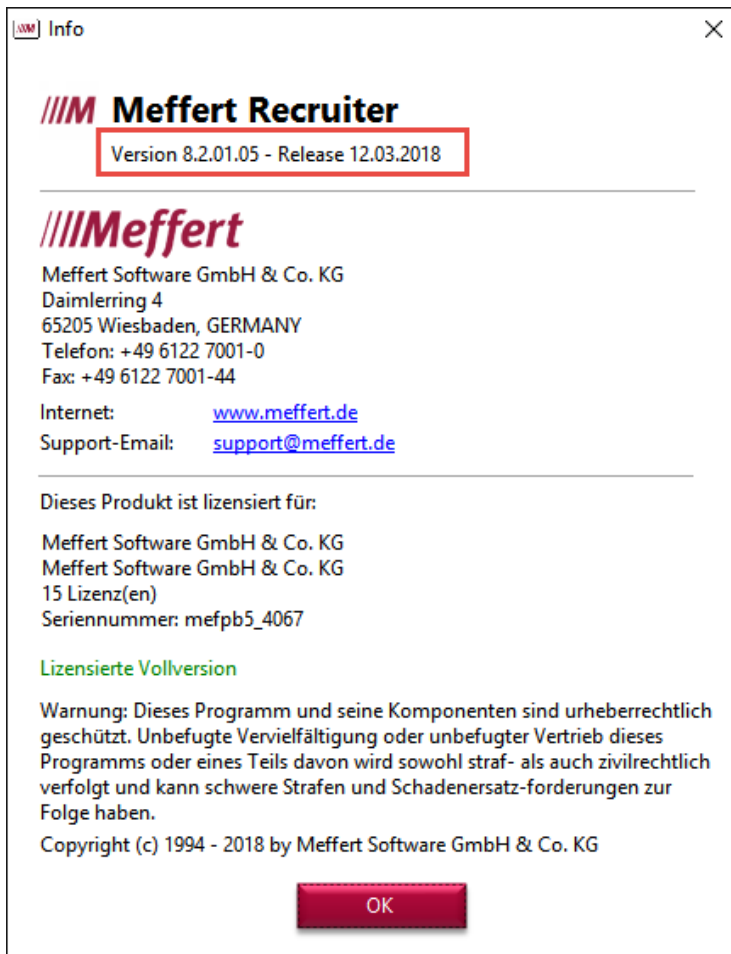 Info
///M Meffert Recruiter
Version 8.2.01.05 - Release 12.03.2018
////Meffert
Meffert Software GmbH & Co. KG
Daimlerring 4
65205 Wiesbaden, GERMANY
Telefon: +49 6122 7001-0
Fax: +49 6122 7001-44
Internet: www.meffert.de
Support-Email: support@meffert.de
Dieses Produkt ist lizensiert für:
Meffert Software GmbH & Co. KG
Meffert Software GmbH & Co. KG
15 Lizenz(en)
Seriennummer: mefpb5_4067
Lizensierte Vollversion
Warnung: Dieses Programm und seine Komponenten sind urheberrechtlich
geschützt. Unbefugte Vervielfältigung oder unbefugter Vertrieb dieses
Programms oder eines Teils davon wird sowohl straf- als auch zivilrechtlich
verfolgt und kann schwere Strafen und Schadenersatz-forderungen zur
Folge haben.
Copyright (c) 1994 - 2018 by Meffert Software GmbH & Co. KG
OK